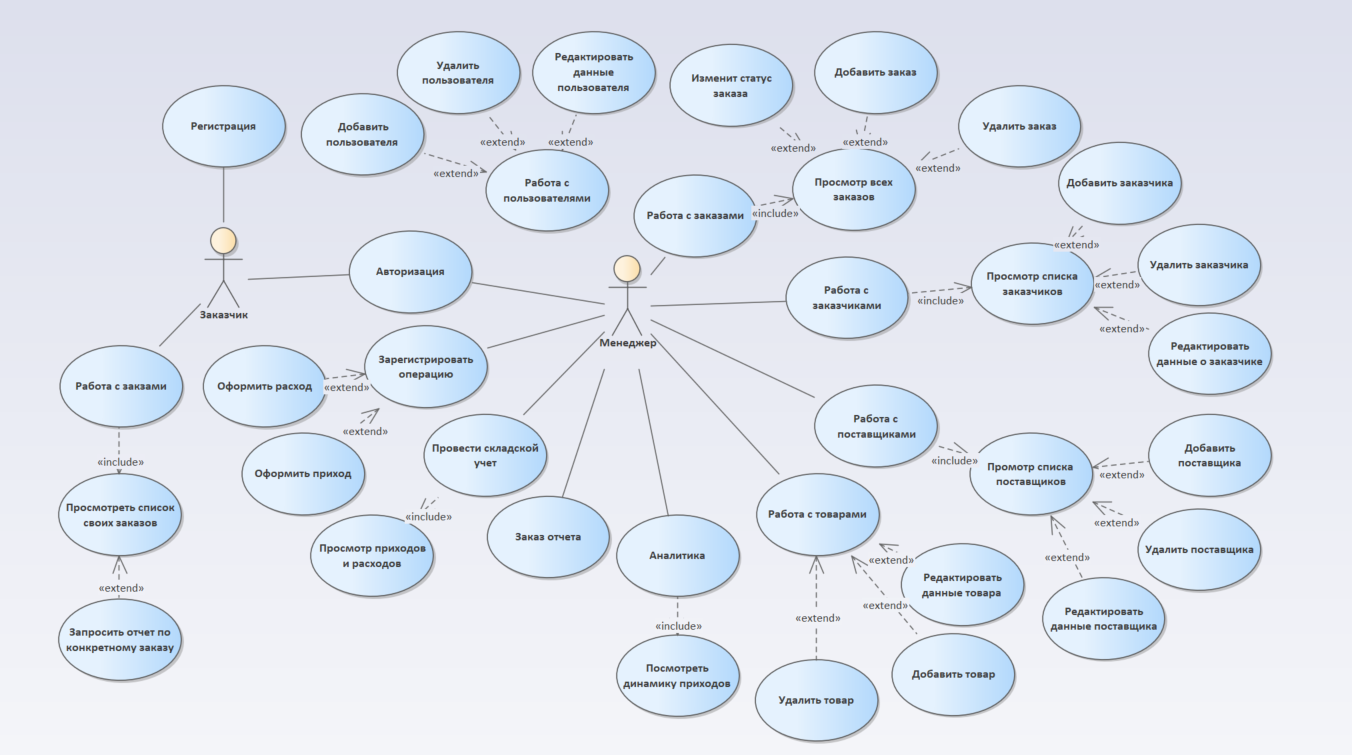 Удалить
пользователя
Редактировать
данные
пользователя
Изменит статус
заказа
Добавить заказ
Регистрация
Добавить
пользователя
Удалить заказ
«extend»
«extend»
«extend»
«extend»
«extend»
«extend»
«extend»
Работа с
пользователями
Просмотр всех
заказов
Добавить заказчика
Работа с заказами
«include»
«extend»
Авторизация
Просмотр списка
заказчиков
Удалить заказчика
«extend»
Работа с
заказчиками
«include»
Заказчик
Менеджер
«extend»
Редактировать
данные о заказчике
Зарегистрировать
операцию
Работа с закзами
Оформить расход
«extend»
«extend»
Работа с
поставщиками
Провести складской
учет
«include»
Оформить приход
«include»
Промотр списка
поставщиков
Добавить
поставщика
«extend»
Просмотреть список
своих заказов
«include»
Работа с товарами
«extend»
Заказ отчета
Просмотр приходов
и расходов
Аналитика
Удалить поставщика
«extend»
«extend»
«extend»
Редактировать
данные товара
«extend»
«extend»
Редактировать
данные поставщика
Запросить отчет по
конкретному заказу
«include»
Посмотреть
динамику приходов
Добавить товар
Удалить товар